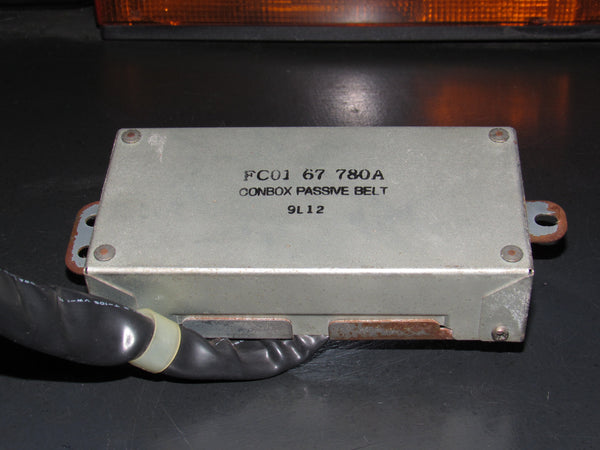 FC01 67 780A
CONBOX PASSIVE BELT
9L12